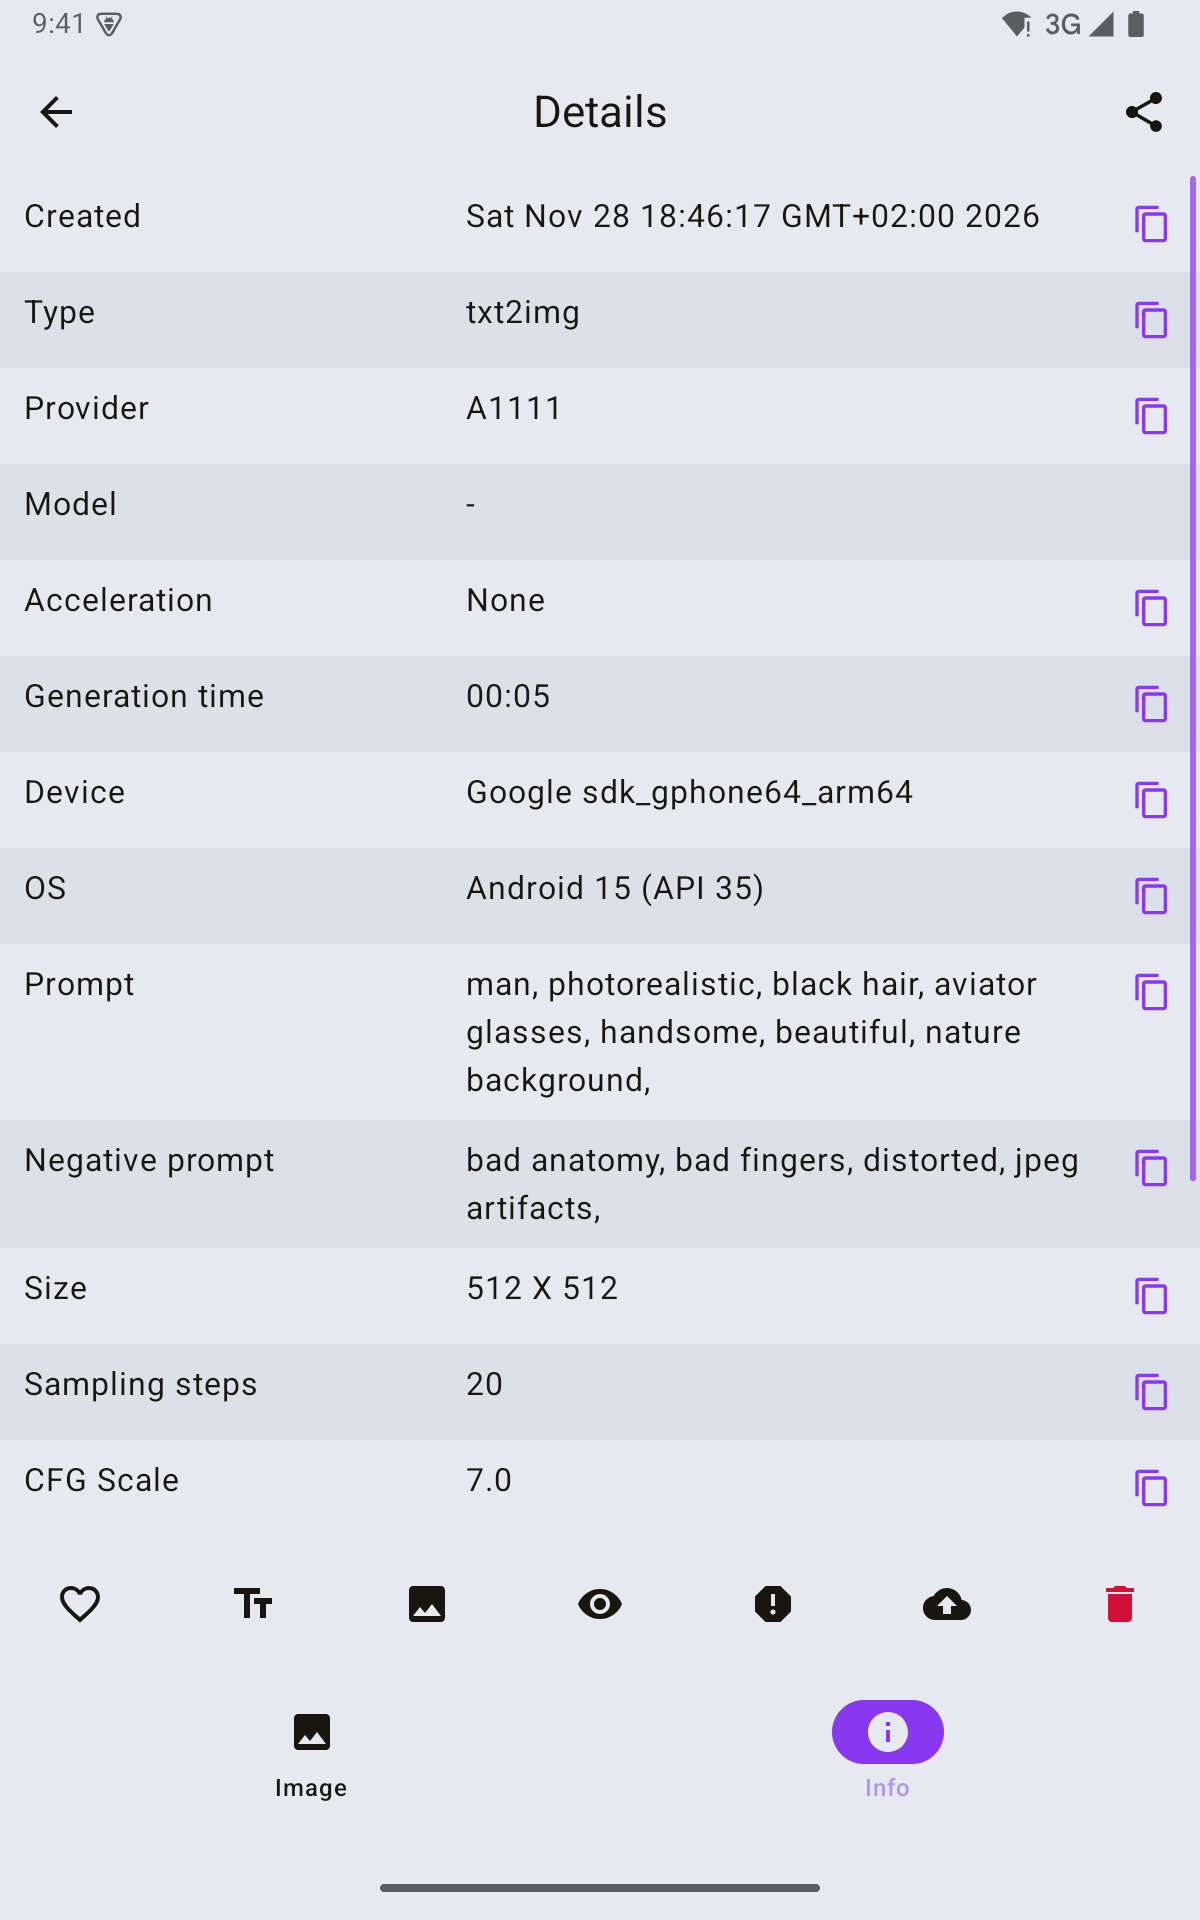 9:41
3G
Details
Created
Sat Nov 28 18:46:17 GMT+02:00 2026
Type
txt2img
Provider
A1111
Model
-
Acceleration
None
Generation time
00:05
Device
Google sdk_gphone64_arm64
OS
Android 15 (API 35)
Prompt
man, photorealistic, black hair, aviator
glasses, handsome, beautiful, nature
background,
Negative prompt
bad anatomy, bad fingers, distorted, jpeg
artifacts,
Size
512 X 512
Sampling steps
20
CFG Scale
7.0
Image
Info